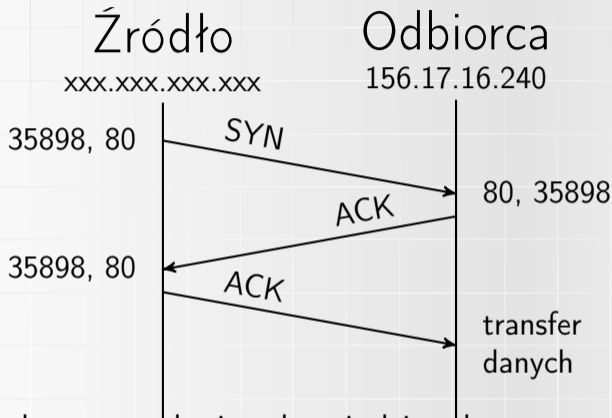 Źródło
Odbiorca
xxx.xxx.xxx.xxx
156.17.16.240
35898, 80
SYN
80, 35898
ACK
35898, 80
ACK
transfer
danych